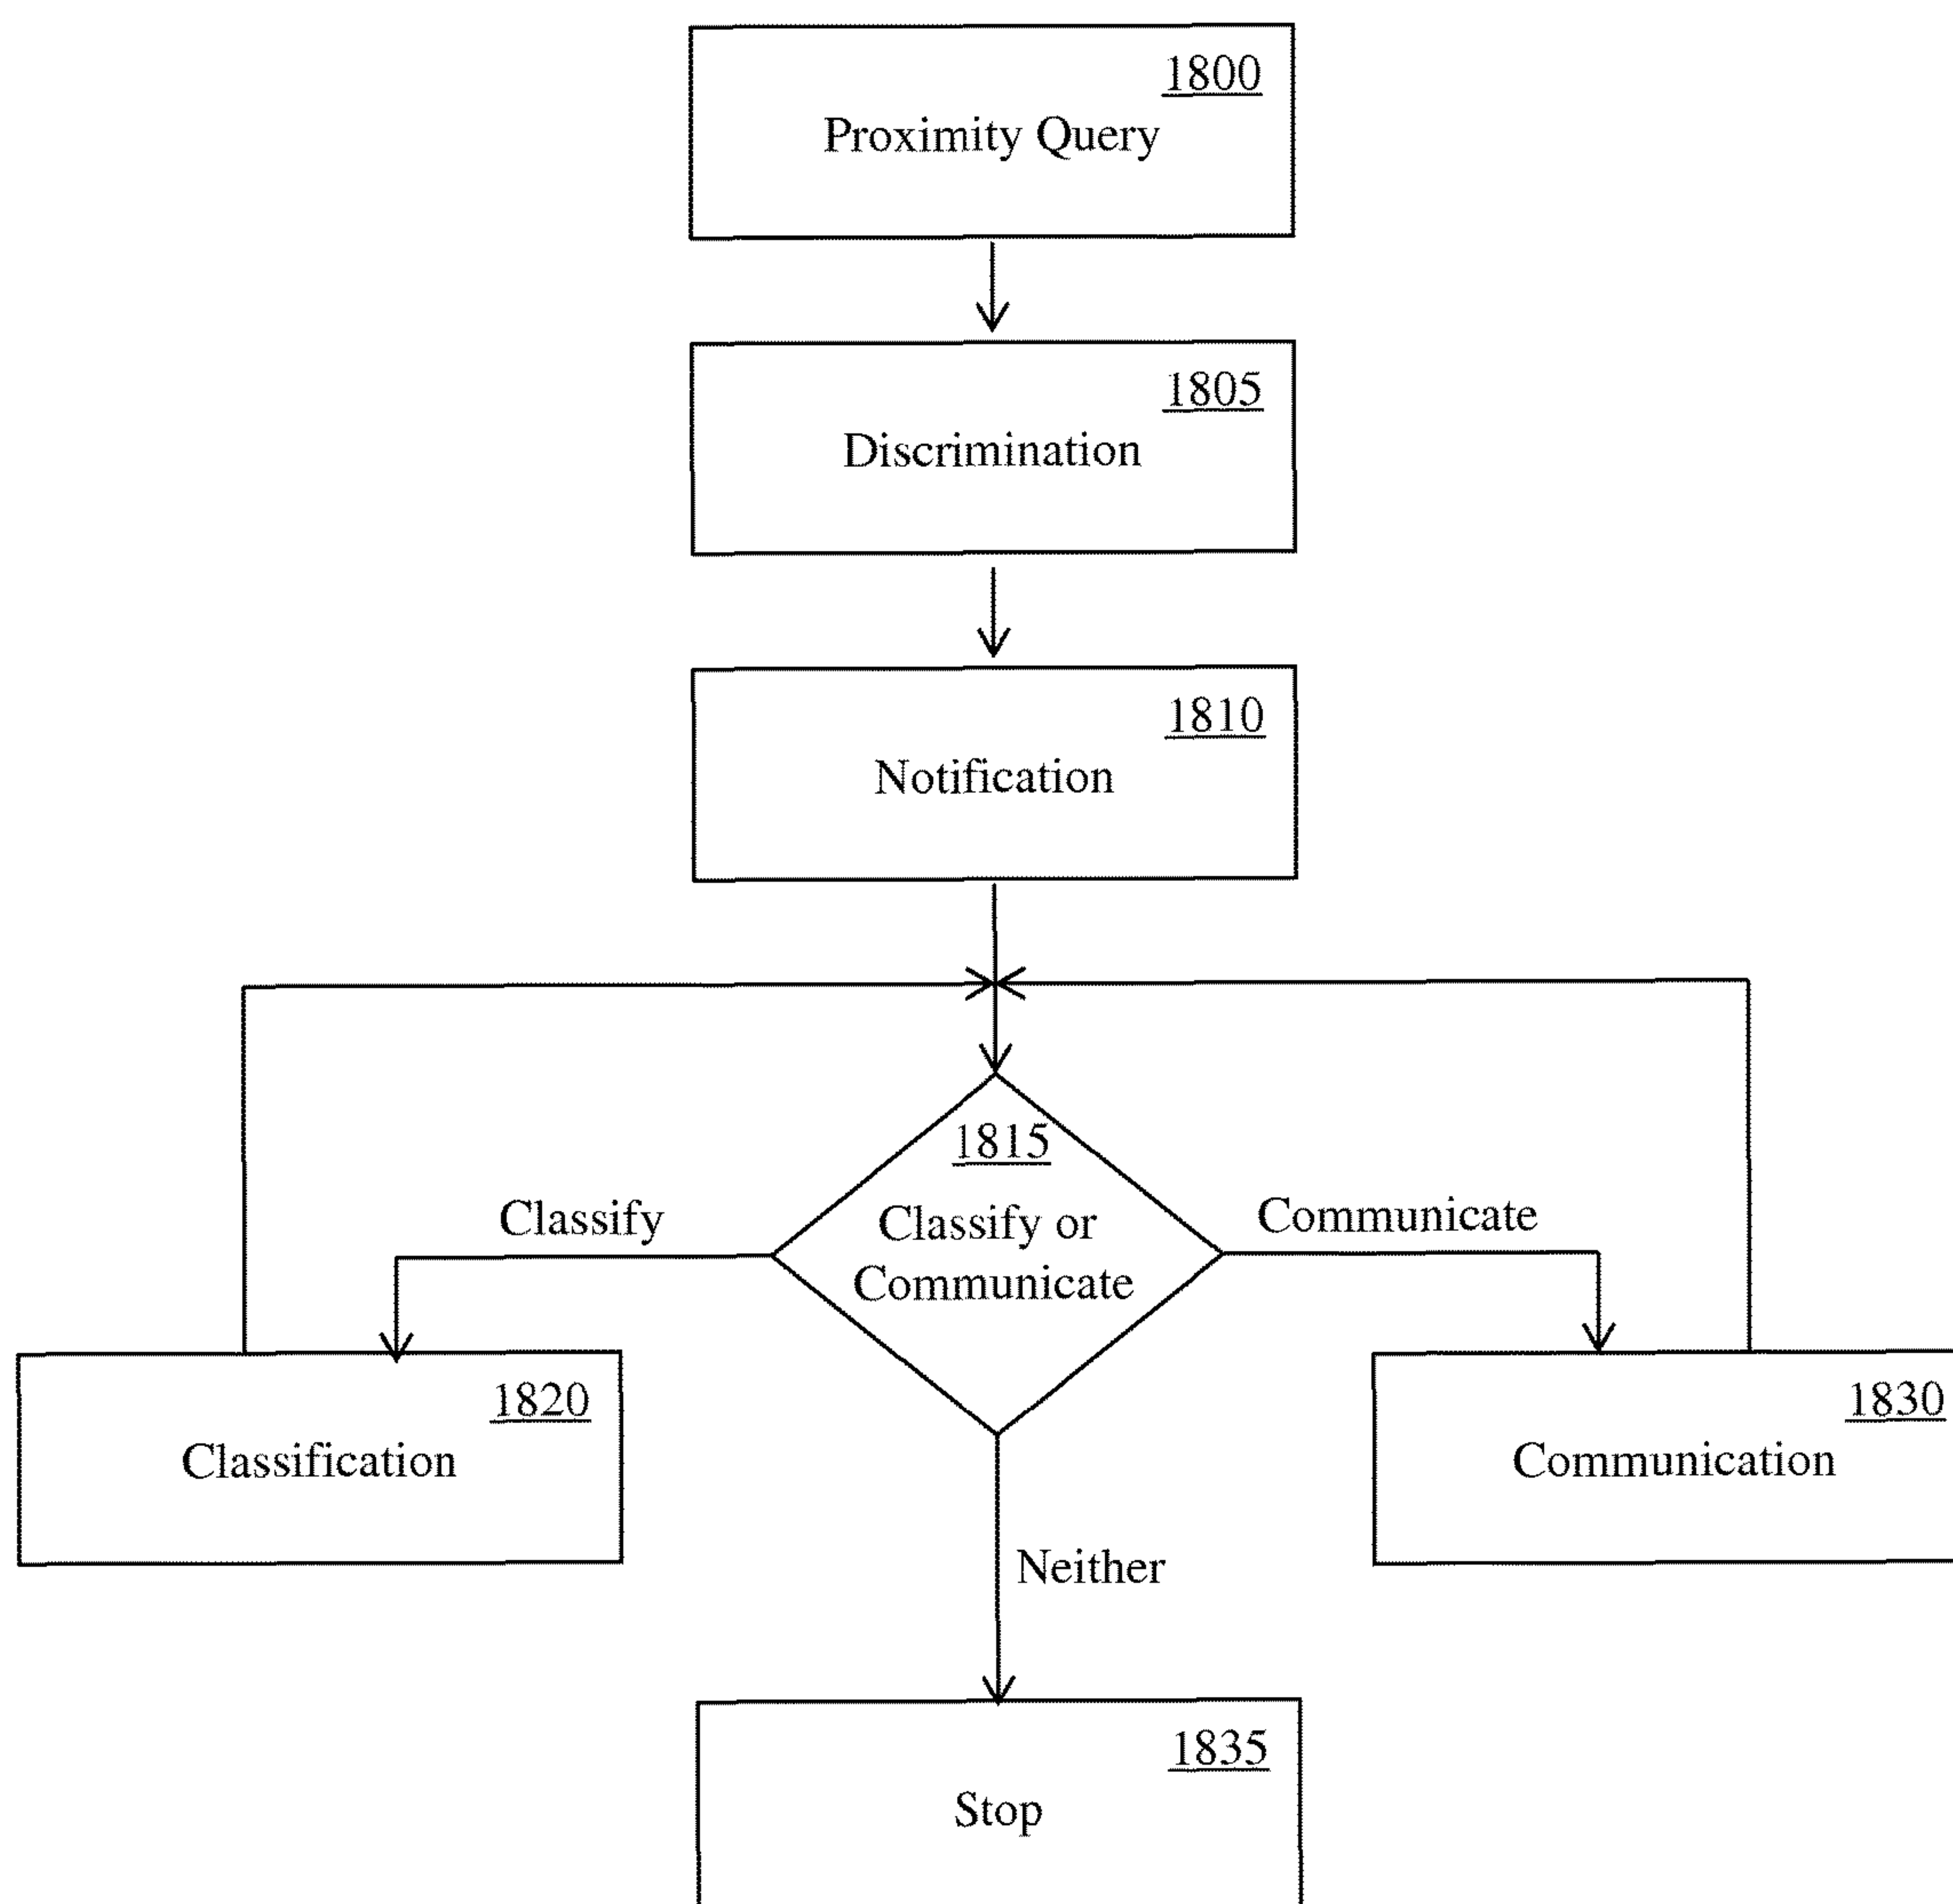 1800
Proximity Query
1805
Discrimination
1810
Notification
1815
Classify or
Communicate
Classify
Communicate
1820
Classification
1830
Communication
Neither
1835
Stop